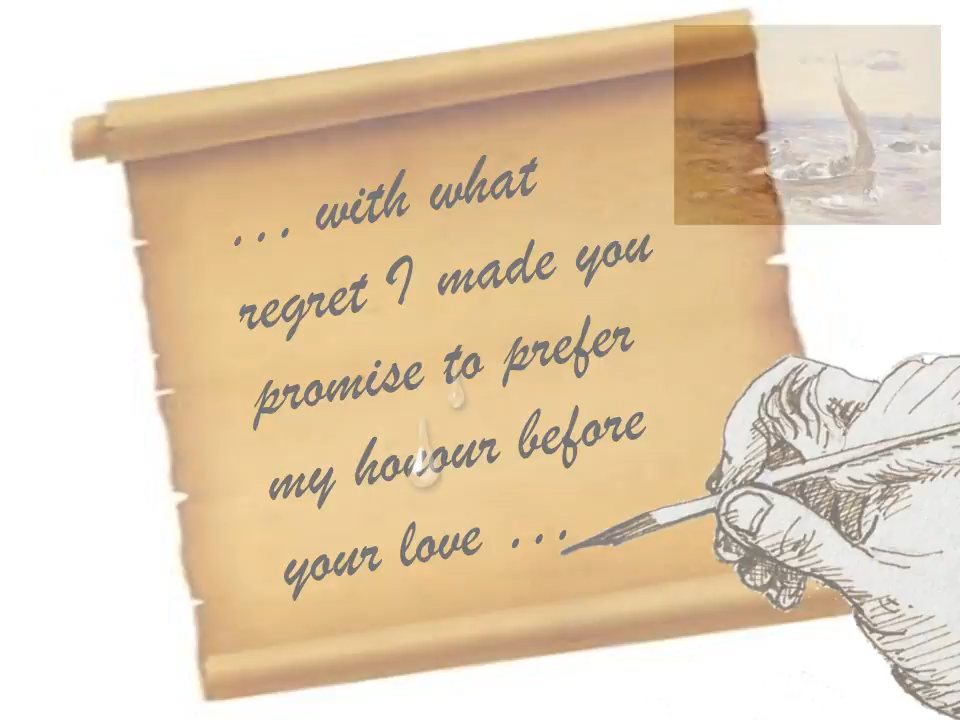 ... with what
regret I made you
promise to prefer
my honour before
your love ...